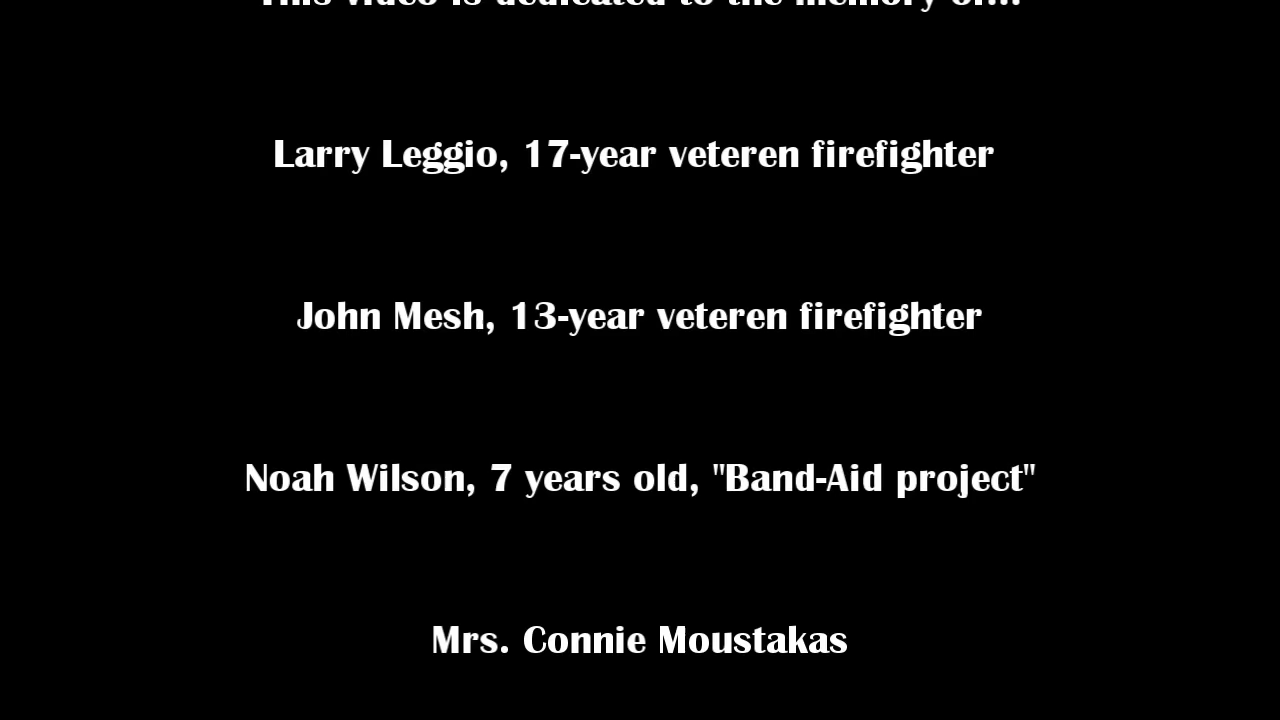 This video is dedicated to the memory of...
Larry Leggio, 17-year veteren firefighter
John Mesh, 13-year veteren firefighter
Noah Wilson, 7 years old, "Band-Aid project"
Mrs. Connie Moustakas